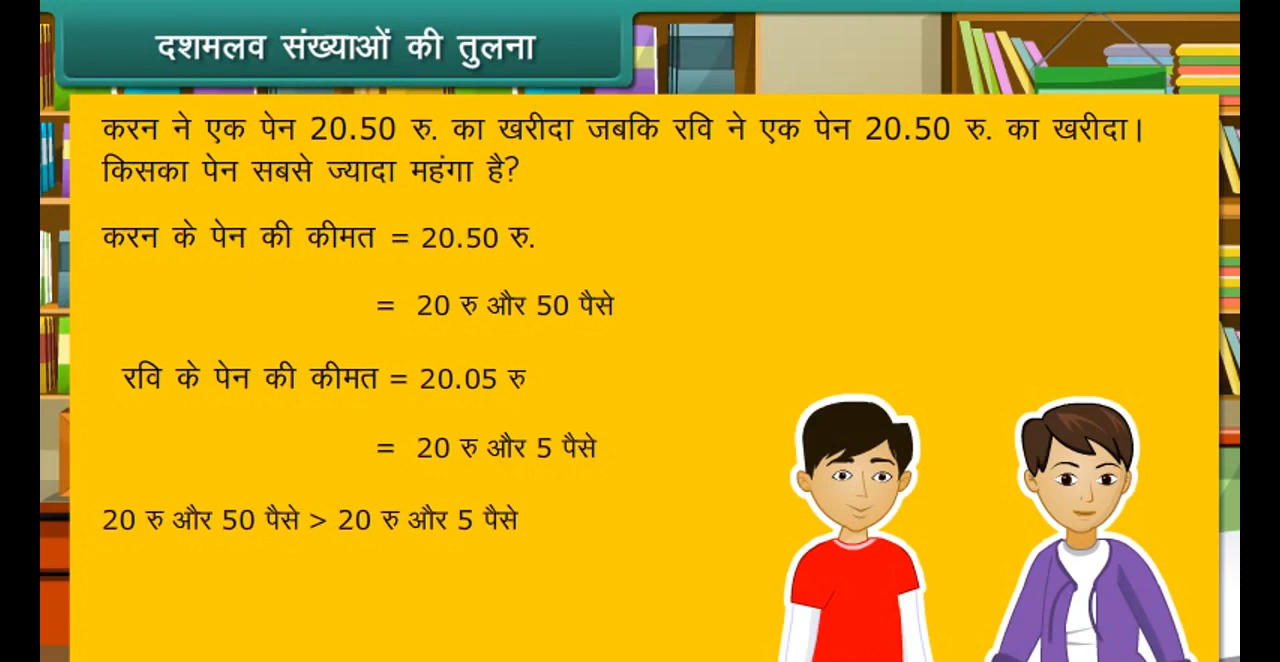 दशमलव संख्याओं की तुलना
करन ने एक पेन 20.50 रु. का खरीदा जबकि रवि ने एक पेन 20.50 रु. का खरीदा।
किसका पेन सबसे ज्यादा महंगा है?
करन के पेन की कीमत = 20.50 रु.
= 20 रु और 50 पैसे
रवि के पेन की कीमत = 20.05 रु
= 20 रु और 5 पैसे
20 रु और 50 पैसे > 20 रु और 5 पैसे